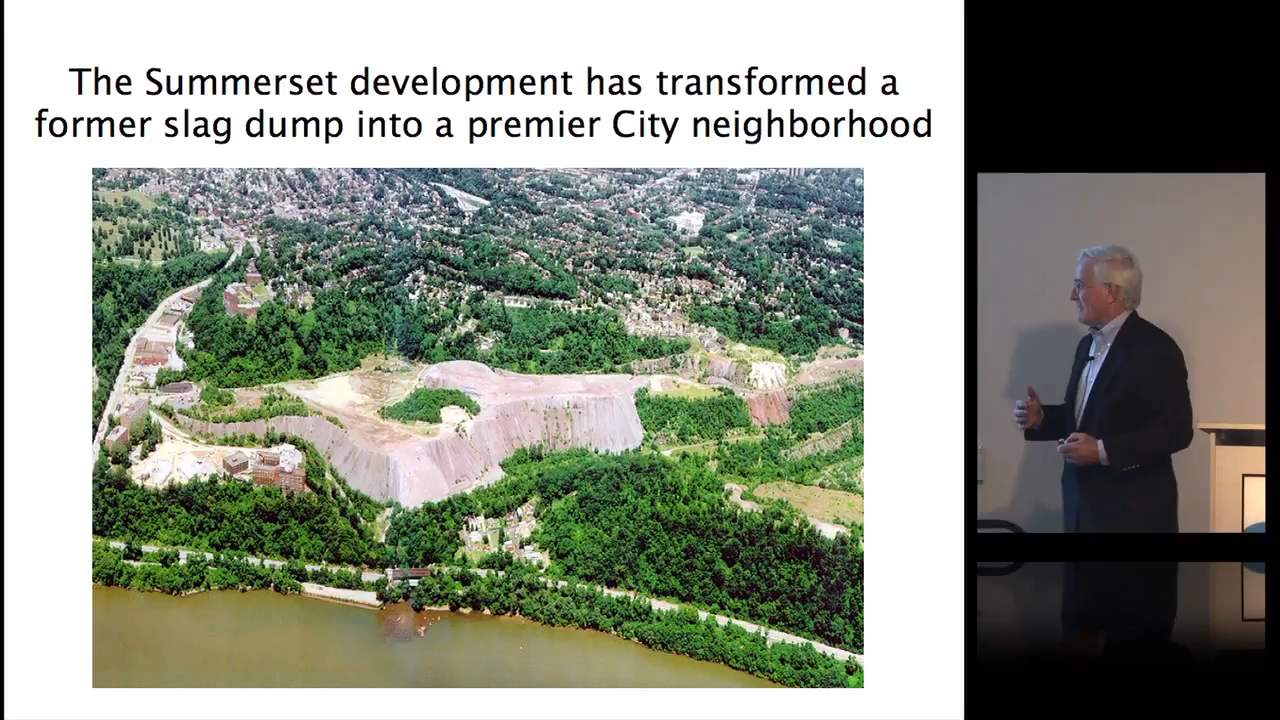 The Summerset development has transformed a
former slag dump into a premier City neighborhood